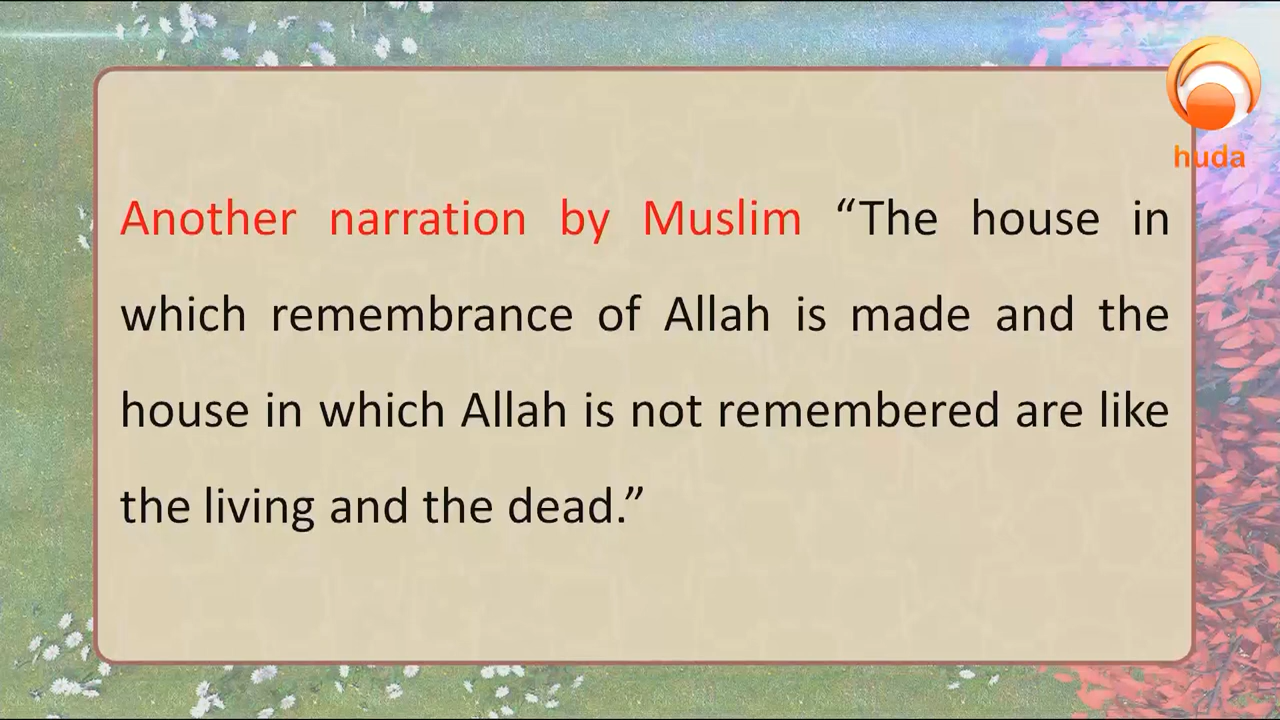 huda
Another narration by Muslim “The house in
which remembrance of Allah is made and the
house in which Allah is not remembered are like
the living and the dead.”